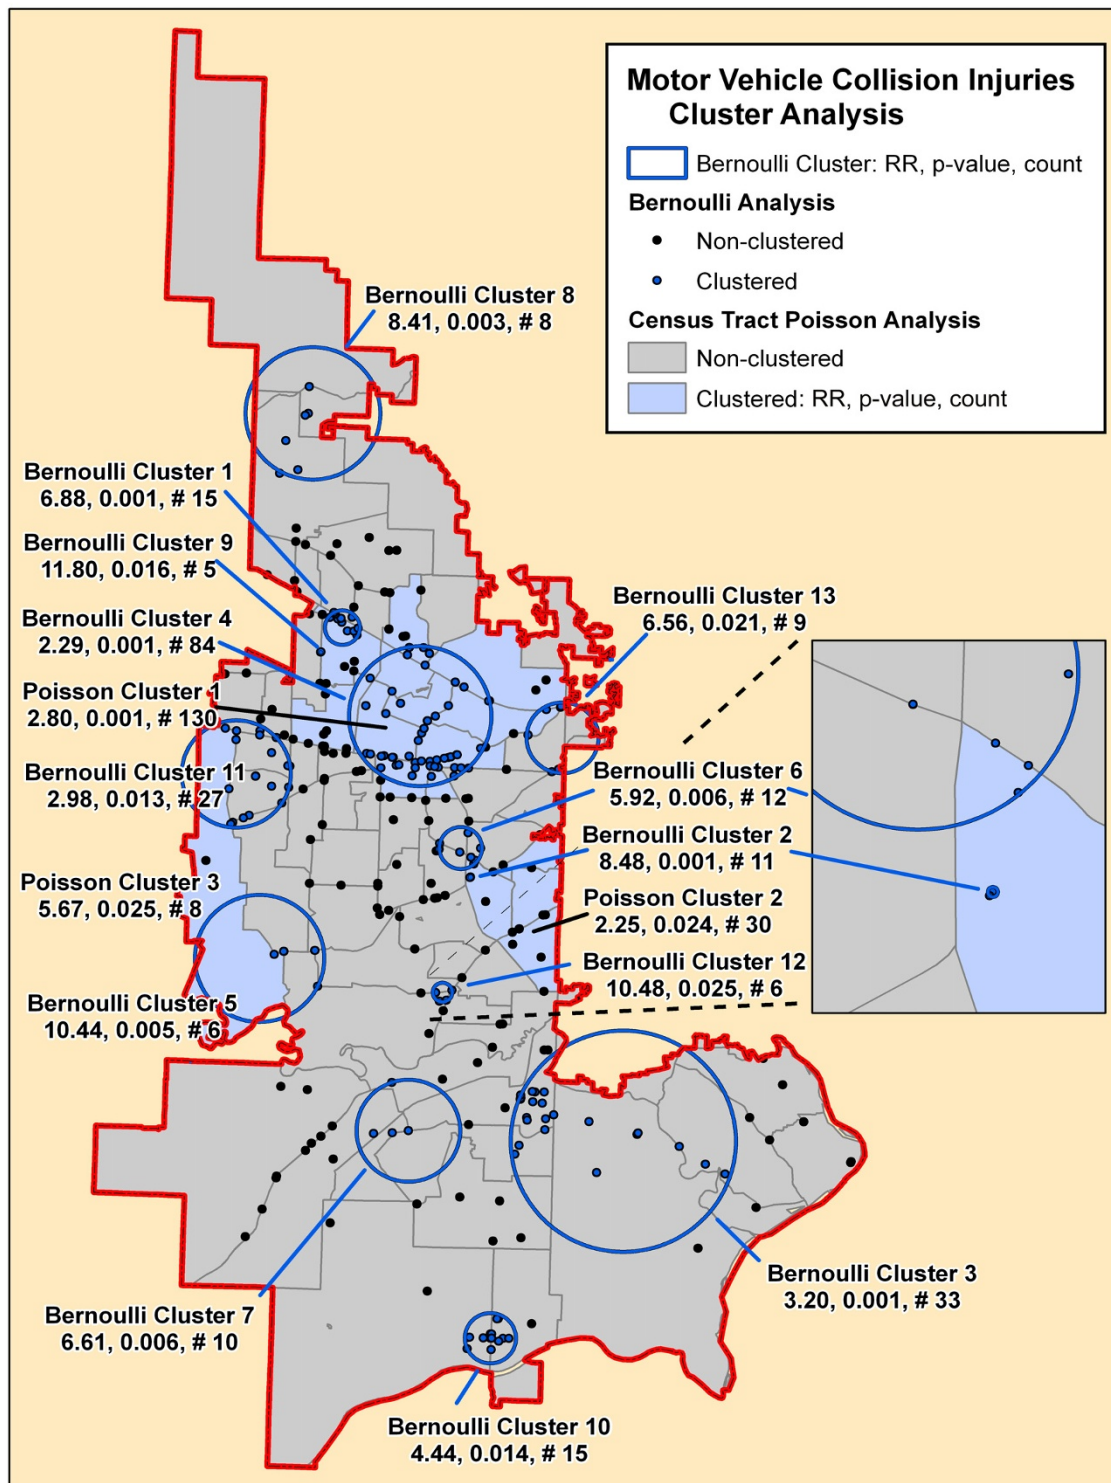 Motor Vehicle Collision Injuries
Cluster Analysis
Bernoulli Cluster: RR, p-value, count
Bernoulli Analysis
Non-clustered
Clustered
Census Tract Poisson Analysis
Non-clustered
Clustered: RR, p-value, count
Bernoulli Cluster 8
8.41, 0.003, # 8
Bernoulli Cluster 1
6.88, 0.001, # 15
Bernoulli Cluster 9
11.80, 0.016, # 5
Bernoulli Cluster 13
6.56, 0.021, # 9
Bernoulli Cluster 4
2.29, 0.001, # 84
Poisson Cluster 1
2.80, 0.001, # 130
Bernoulli Cluster 11
2.98, 0.013, # 27
Bernoulli Cluster 6
5.92, 0.006, # 12
Bernoulli Cluster 2
8.48, 0.001, # 11
Poisson Cluster 3
5.67, 0.025, # 8
Poisson Cluster 2
2.25, 0.024, # 30
Bernoulli Cluster 12
10.48, 0.025, # 6
Bernoulli Cluster 5
10.44, 0.005, # 6
Bernoulli Cluster 3
3.20, 0.001, # 33
Bernoulli Cluster 7
6.61, 0.006, # 10
Bernoulli Cluster 10
4.44, 0.014, # 15